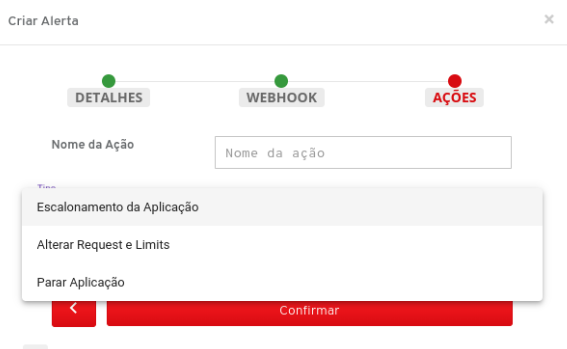 Criar Alerta
×
DETALHES
WEBHOOK
AÇÕES
Nome da Ação
Nome da ação
Tipo
Escalonamento da Aplicação
Alterar Request e Limits
Parar Aplicação
Confirmar